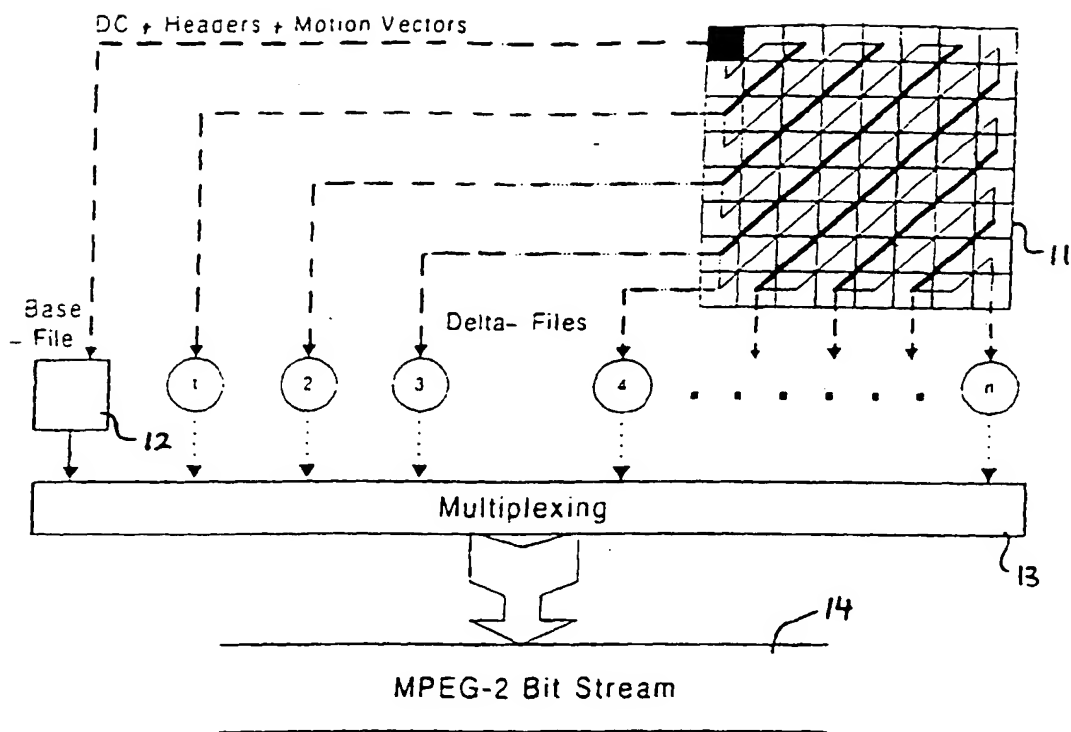 DC + Headers + Motion Vectors
11
Base
- File
Delta- Files
1
2
3
4
n
12
Multiplexing
13
14
MPEG-2 Bit Stream